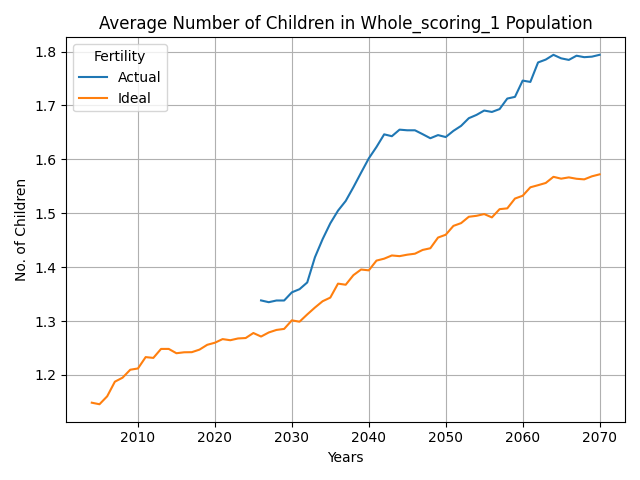 Average Number of Children in Whole_scoring_1 Population
Fertility
Actual
Ideal
No. of Children
1.8
1.7
1.6
1.5
1.4
1.3
1.2
2010 2020 2030 2040 2050 2060 2070
Years